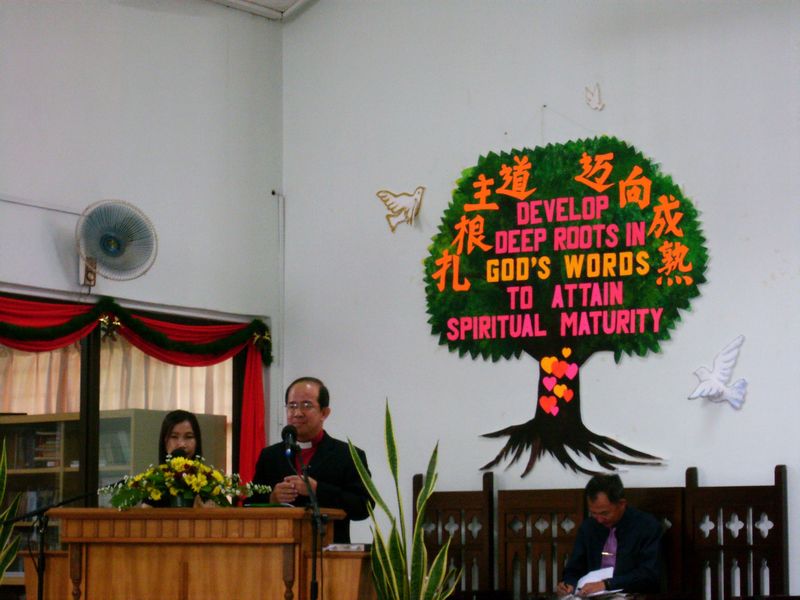 扎根主道 迈向成熟
DEVELOP
DEEP ROOTS IN
GOD'S WORDS
TO ATTAIN
SPIRITUAL MATURITY